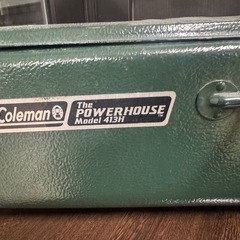 Coleman
The
POWERHOUSE
Model 413H